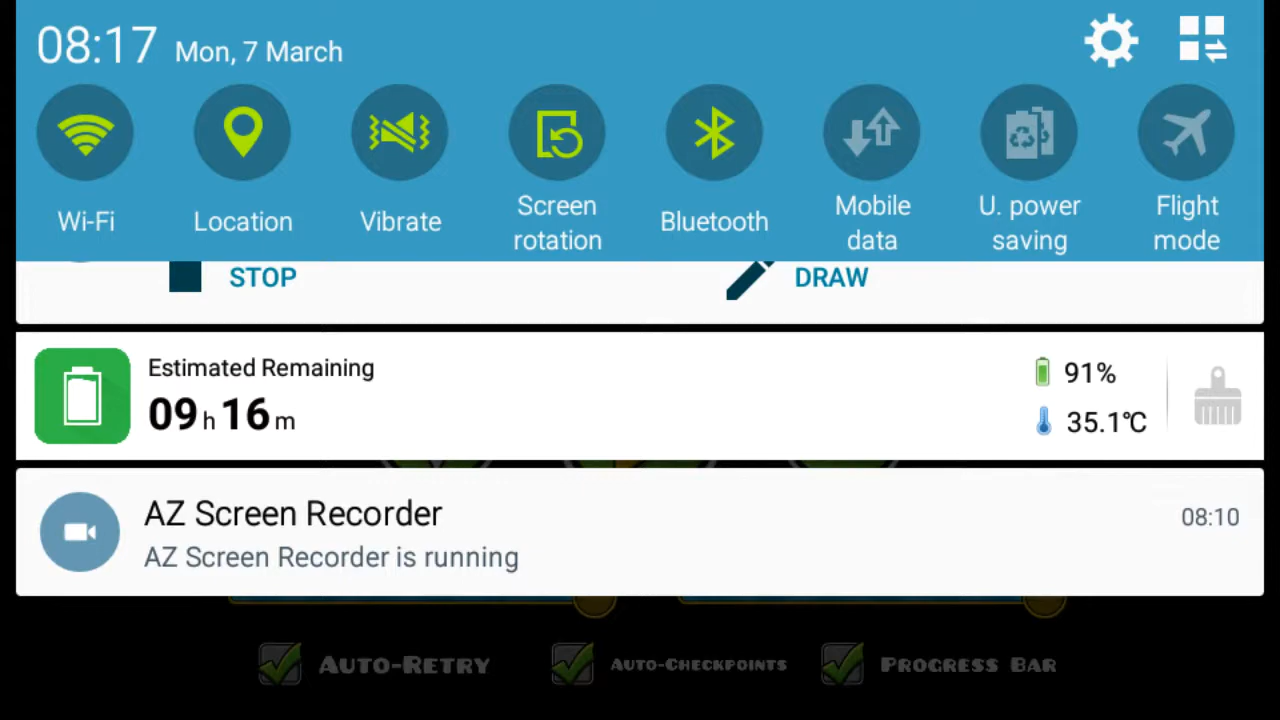 08:17 Mon, 7 March
Wi-Fi
Location
Vibrate
Screen
rotation
Bluetooth
Mobile
data
U. power
saving
Flight
mode
STOP
DRAW
Estimated Remaining
09 h 16 m
91%
35.1°C
AZ Screen Recorder
08:10
AZ Screen Recorder is running
AUTO-RETRY
AUTO-CHECKPOINTS
PROGRESS BAR